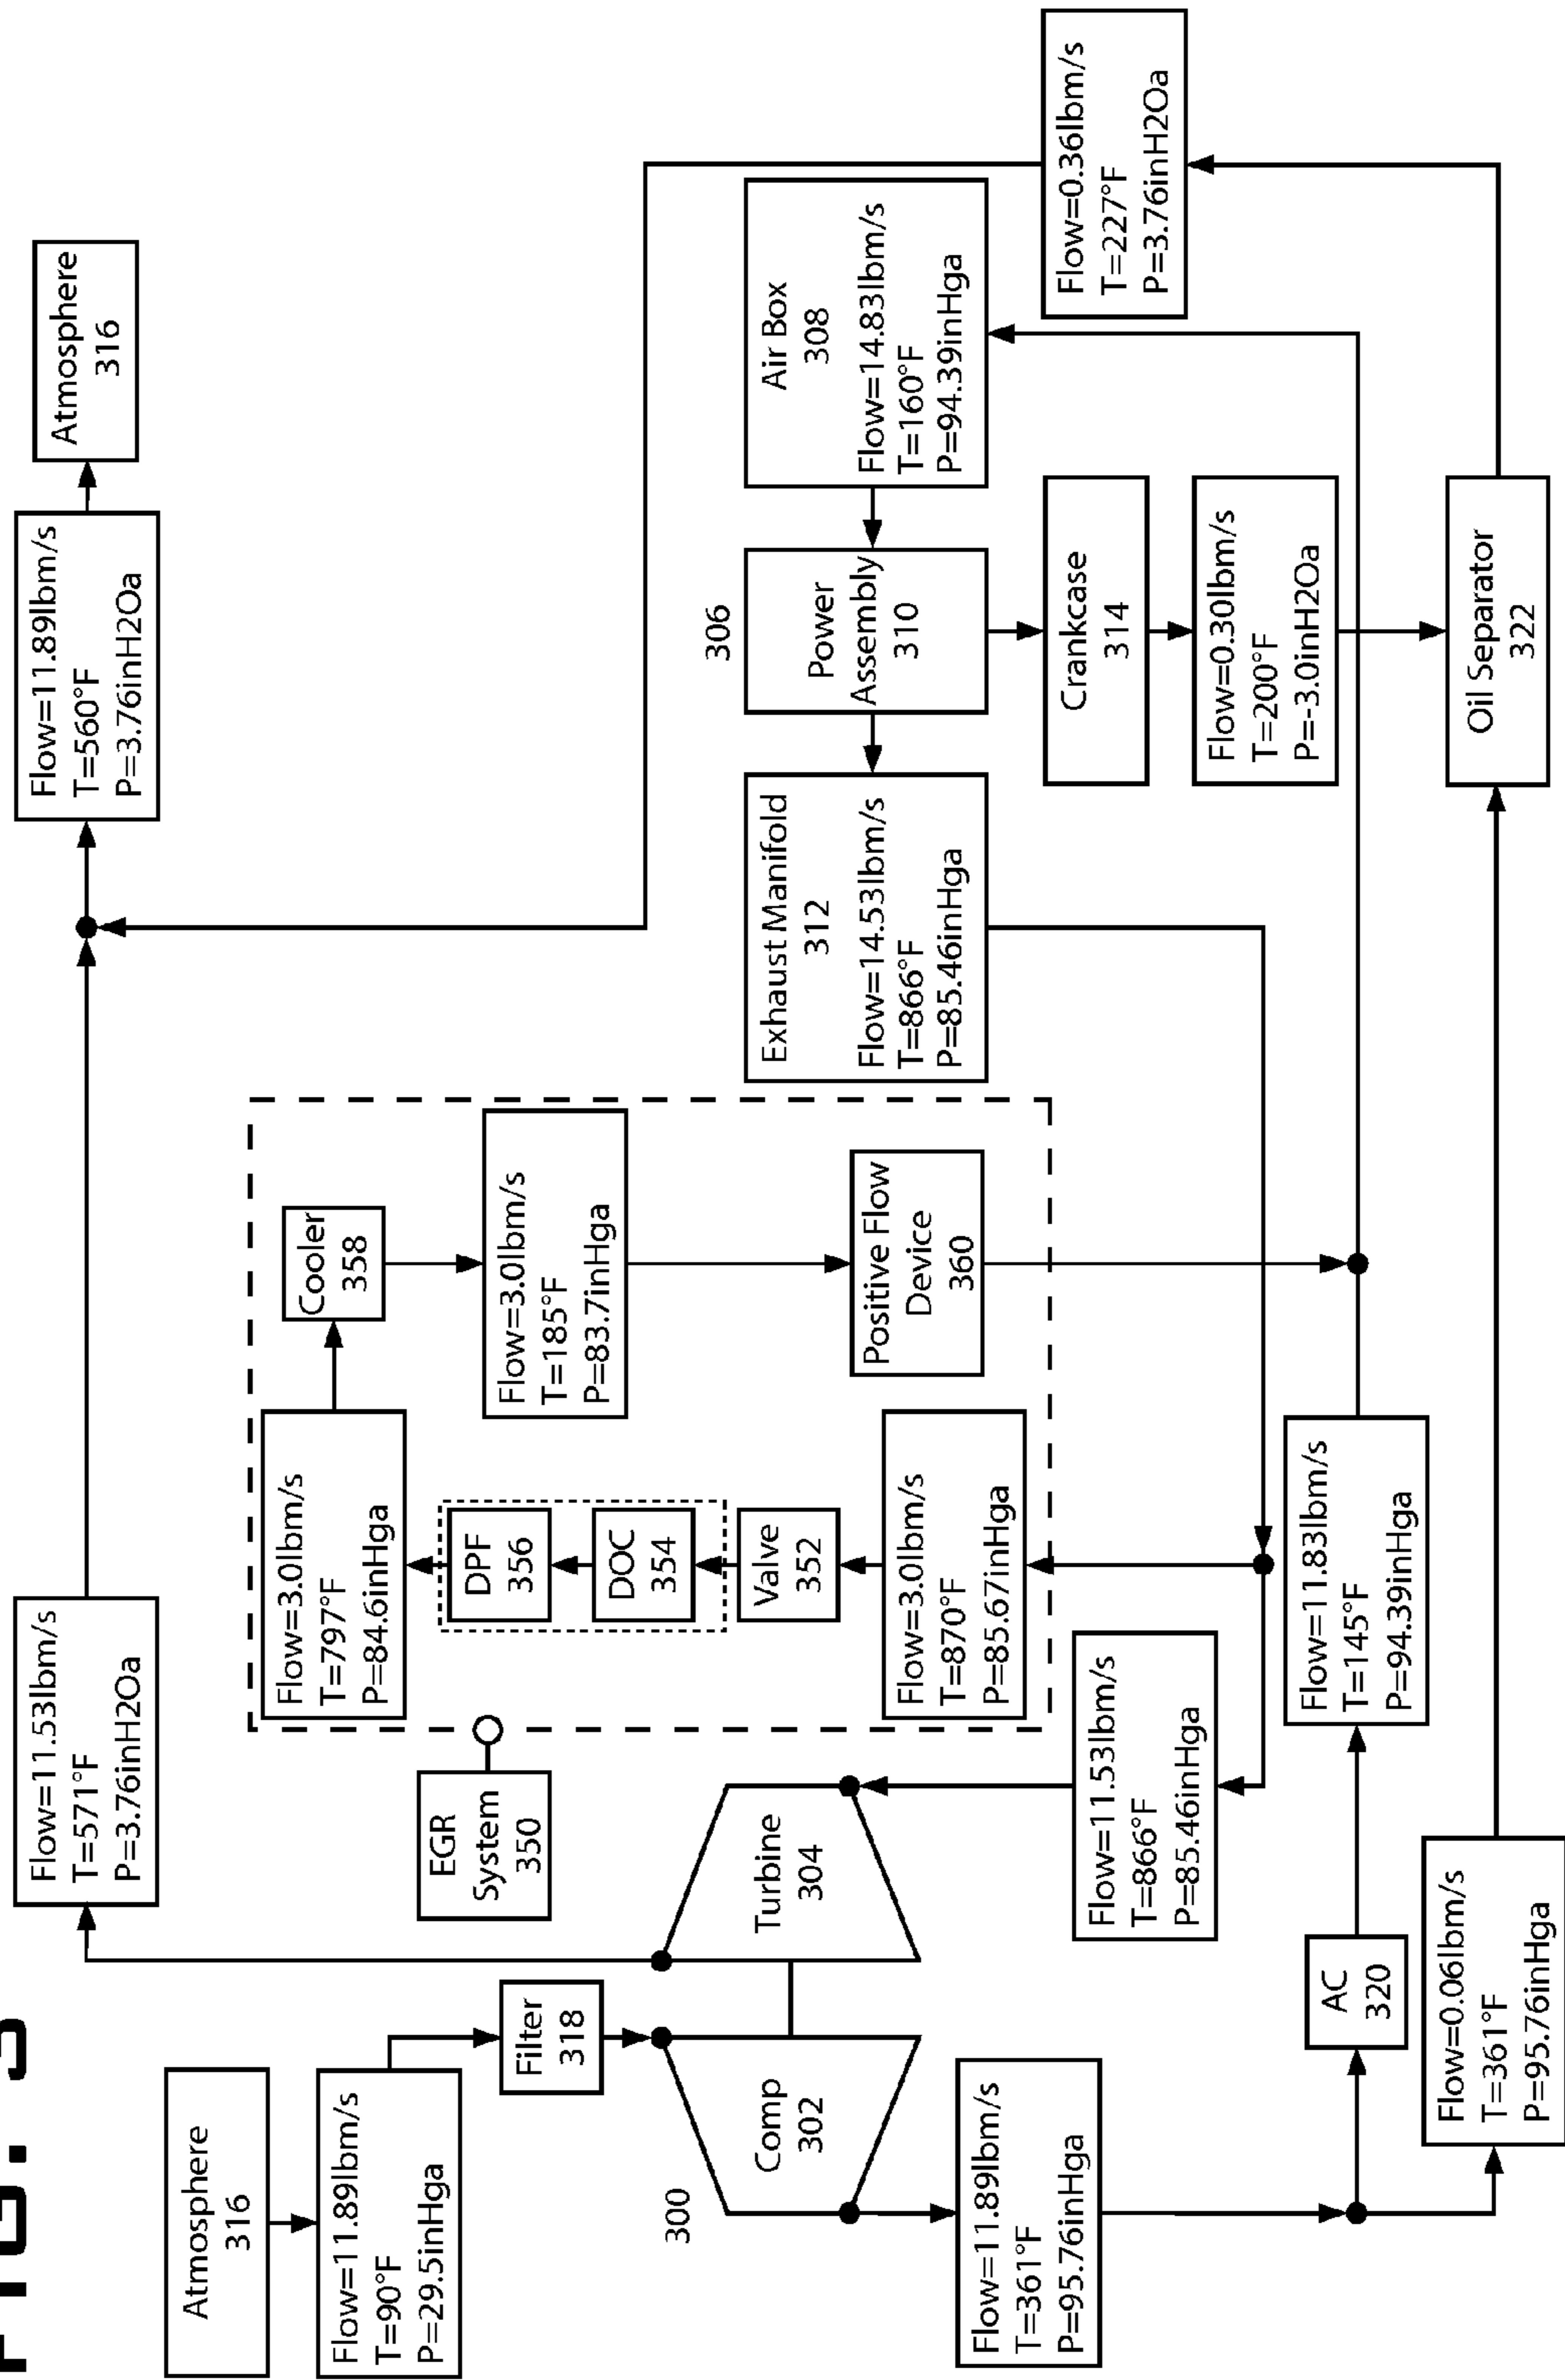 FIG. 3
Atmosphere
316
Flow=11.89lbm/s
T=90°F
P=29.5inHga
Filter
318
300
Comp
302
Flow=11.89lbm/s
T=361°F
P=95.76inHga
Turbine
304
EGR
System
350
Flow=11.53lbm/s
T=571°F
P=3.76inH2Oa
Flow=11.89lbm/s
T=560°F
P=3.76inH2Oa
Atmosphere
316
Flow=3.0lbm/s
T=797°F
P=84.6inHga
DPF
356
DOC
354
Valve
352
Flow=3.0lbm/s
T=870°F
P=85.67inHga
Cooler
358
Flow=3.0lbm/s
T=185°F
P=83.7inHga
Positive Flow
Device
360
Flow=11.53lbm/s
T=866°F
P=85.46inHga
AC
320
Flow=11.83lbm/s
T=145°F
P=94.39inHga
Flow=0.06lbm/s
T=361°F
P=95.76inHga
306
Exhaust Manifold
312
Flow=14.53lbm/s
T=866°F
P=85.46inHga
Power
Assembly
310
Air Box
308
Flow=14.83lbm/s
T=160°F
P=94.39inHga
Crankcase
314
Flow=0.30lbm/s
T=200°F
P=-3.0inH2Oa
Oil Separator
322
Flow=0.36lbm/s
T=227°F
P=3.76inH2Oa